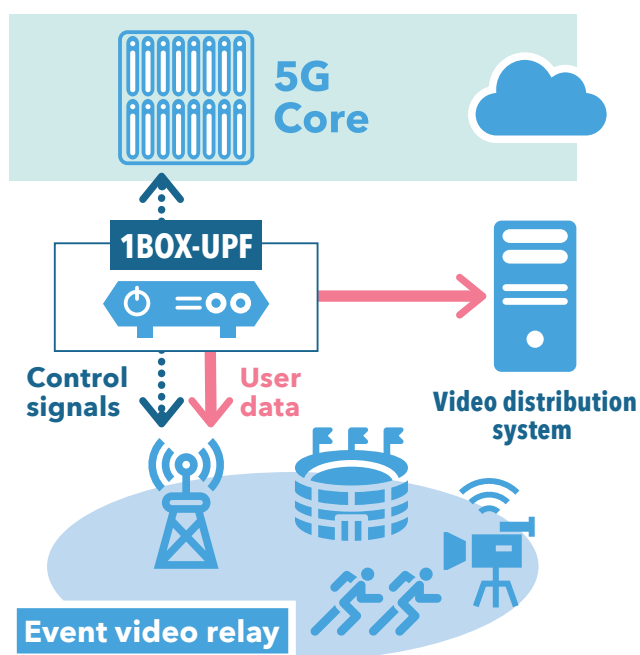 5G
Core
1BOX-UPF
Control
signals
User
data
Video distribution
system
Event video relay